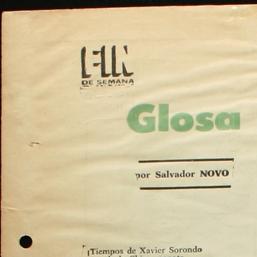 FIN
DE SEMANA
Glosa
por Salvador NOVO
¡Tiempos de Xavier Sorondo